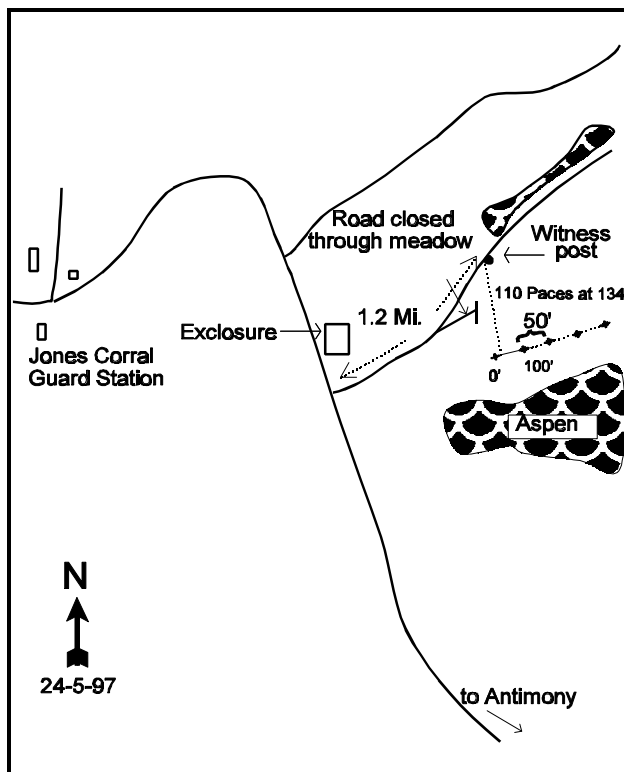 Road closed
through meadow
Witness
post
110 Paces at 134
1.2 Mi.
Exclosure
50'
Jones Corral
Guard Station
0'
100'
Aspen
N
24-5-97
to Antimony